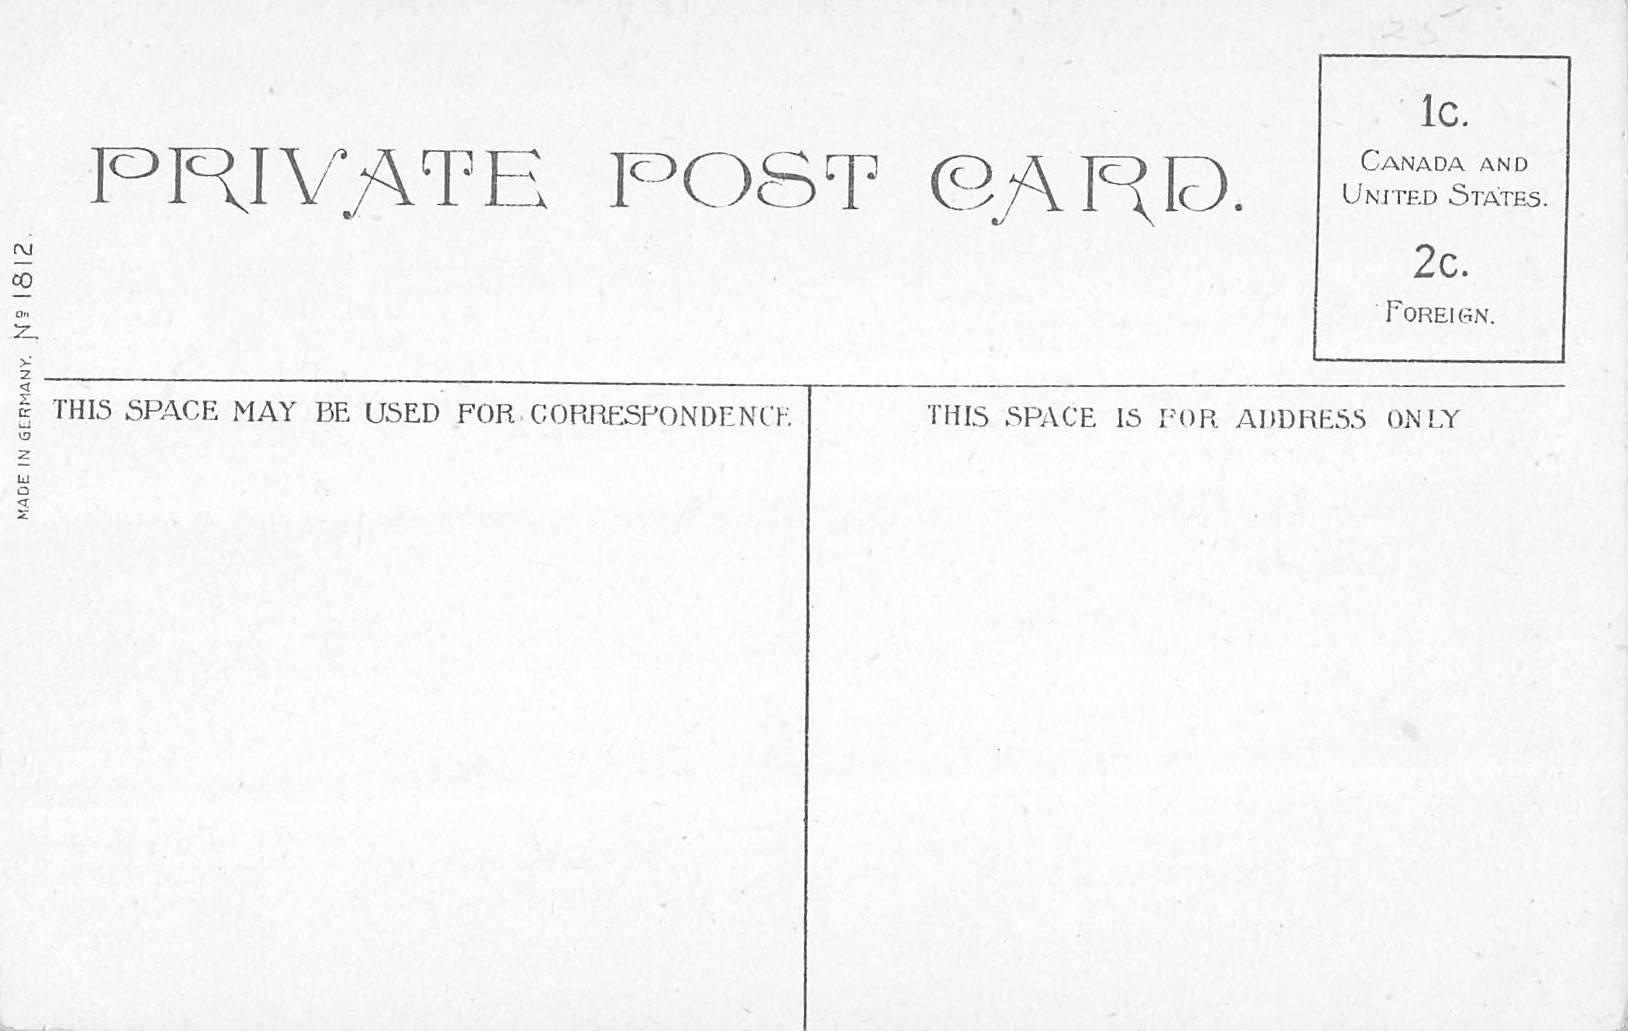 25
PRIVATE POST CARD.
1c.
CANADA AND
UNITED STATES.
2c.
FOREIGN.
MADE IN GERMANY. No 1812.
THIS SPACE MAY BE USED FOR CORRESPONDENCE.
THIS SPACE IS FOR ADDRESS ONLY